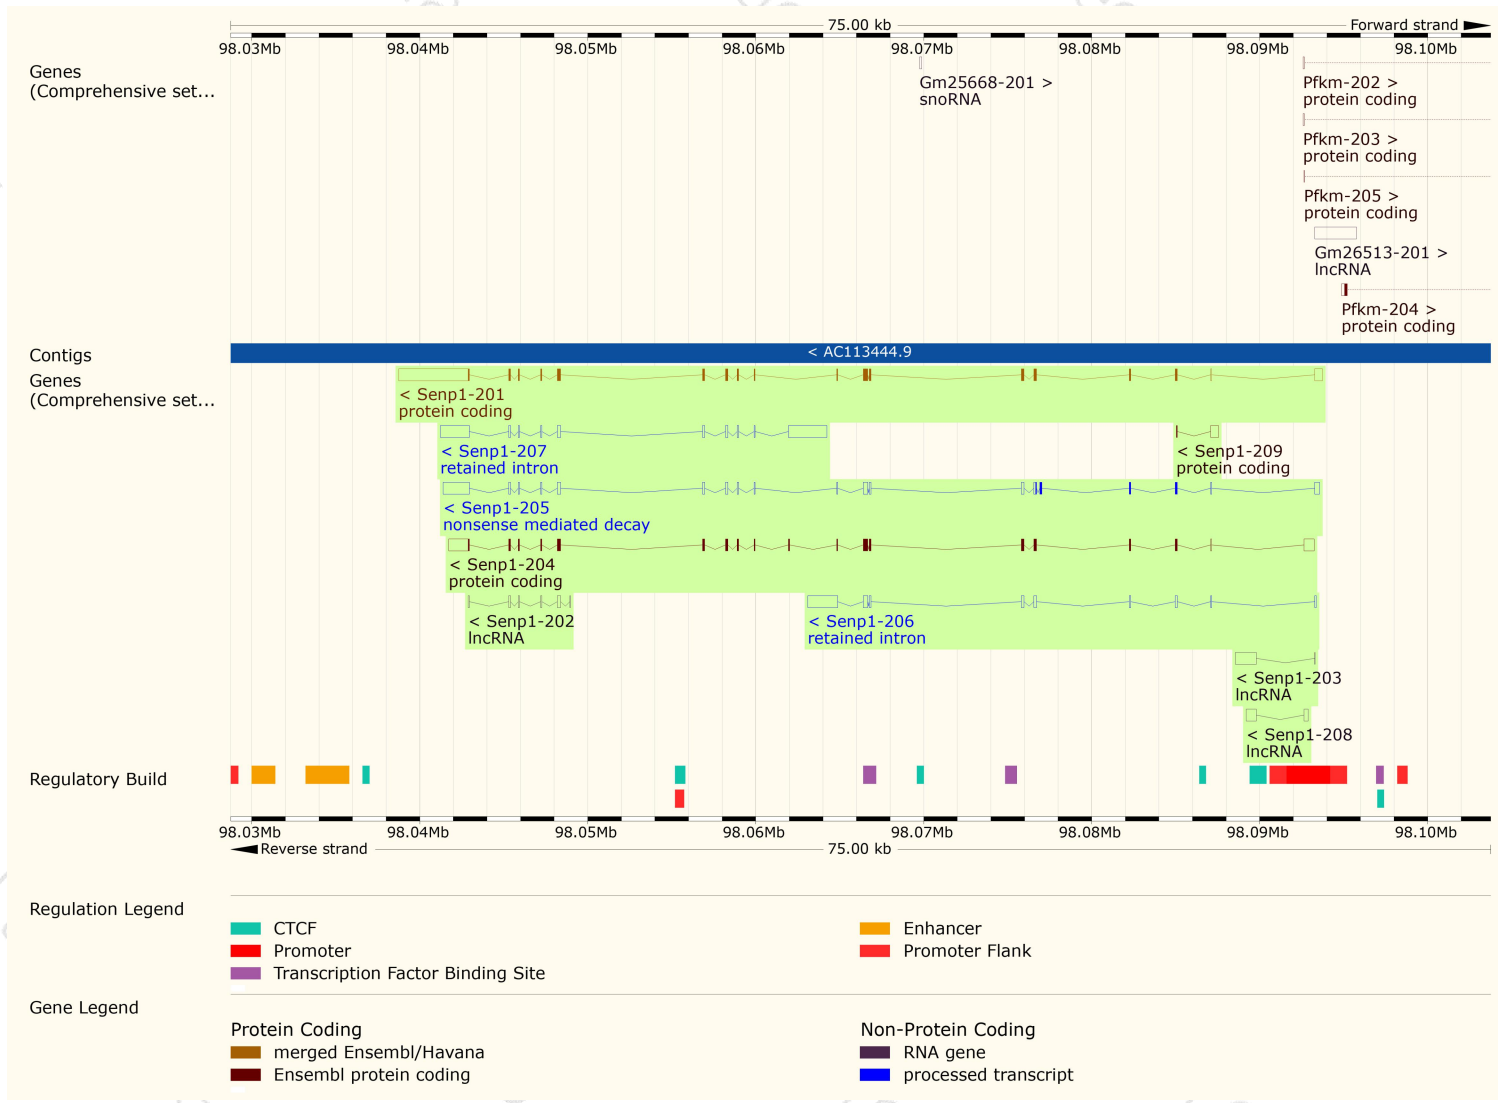 75.00 kb
Forward strand
98.03Mb 98.04Mb 98.05Mb 98.06Mb 98.07Mb 98.08Mb 98.09Mb 98.10Mb
Genes
(Comprehensive set...
Gm25668-201 >
snoRNA
Pfkm-202 >
protein coding
Pfkm-203 >
protein coding
Pfkm-205 >
protein coding
Gm26513-201 >
lncRNA
Pfkm-204 >
protein coding
Contigs
< AC113444.9
Genes
(Comprehensive set...
< Senp1-201
protein coding
< Senp1-207
retained intron
< Senp1-209
protein coding
< Senp1-205
nonsense mediated decay
< Senp1-204
protein coding
< Senp1-202
lncRNA
< Senp1-206
retained intron
< Senp1-203
lncRNA
< Senp1-208
lncRNA
Regulatory Build
98.03Mb 98.04Mb 98.05Mb 98.06Mb 98.07Mb 98.08Mb 98.09Mb 98.10Mb
Reverse strand
75.00 kb
Regulation Legend
CTCF
Enhancer
Promoter
Promoter Flank
Transcription Factor Binding Site
Gene Legend
Protein Coding
Non-Protein Coding
merged Ensembl/Havana
RNA gene
Ensembl protein coding
processed transcript